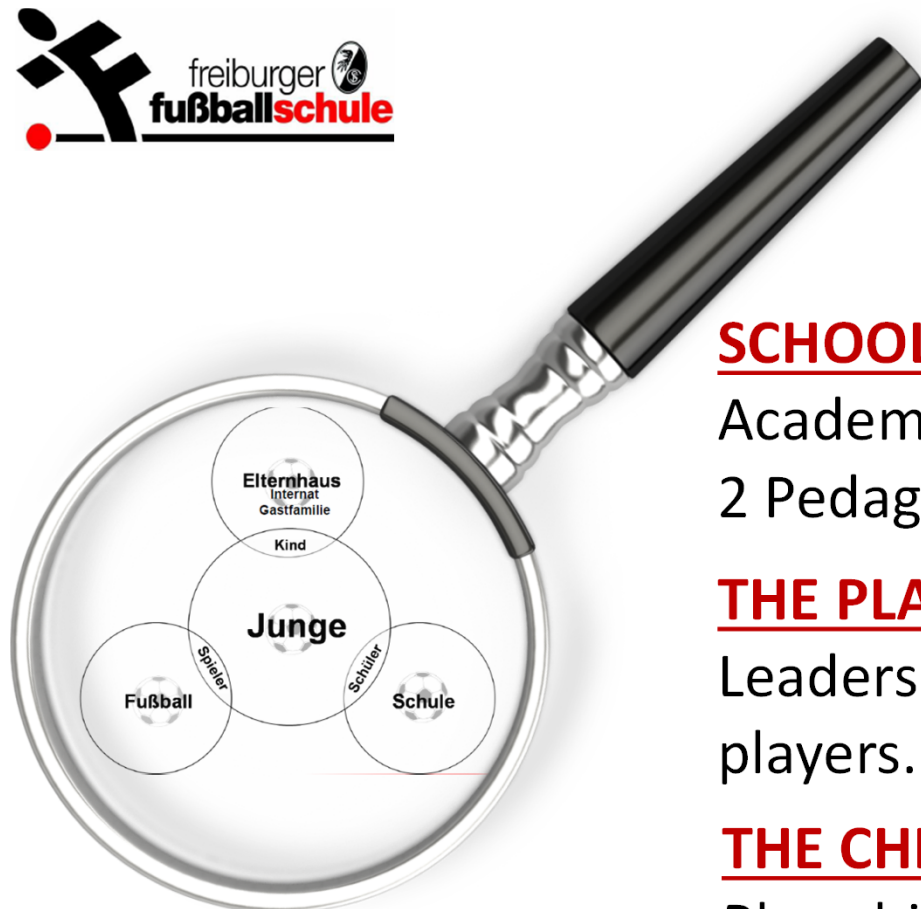 freiburger
fußballschule
Elternhaus
Internat
Gastfamilie
Kind
Junge
Spieler
Schüler
Fußball
Schule
SCHOOL
Academ
2 Pedag
THE PLA
Leaders
players.
THE CH